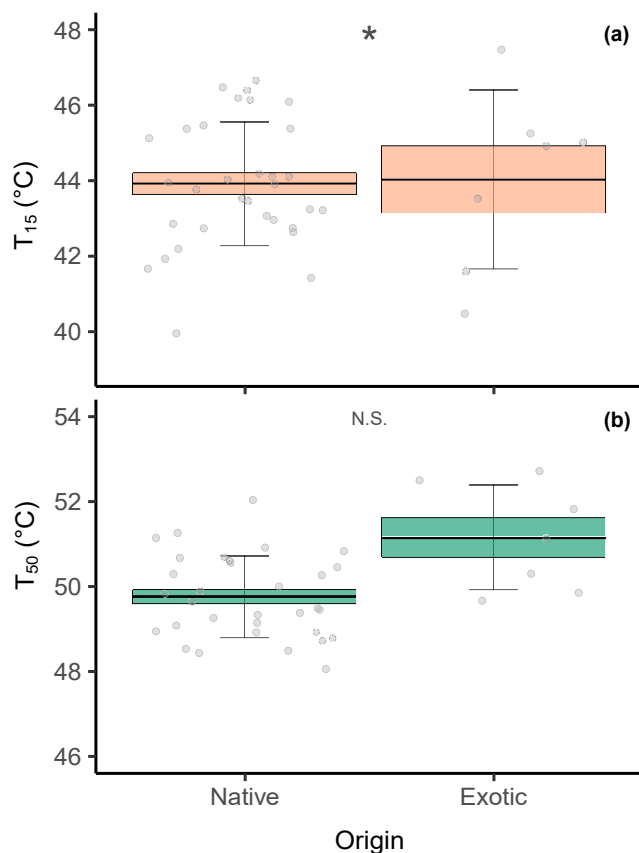 48
*
(a)
46
44
42
40
T₁₅ (°C)
54
N.S.
(b)
52
50
48
46
T₅₀ (°C)
Native
Exotic
Origin